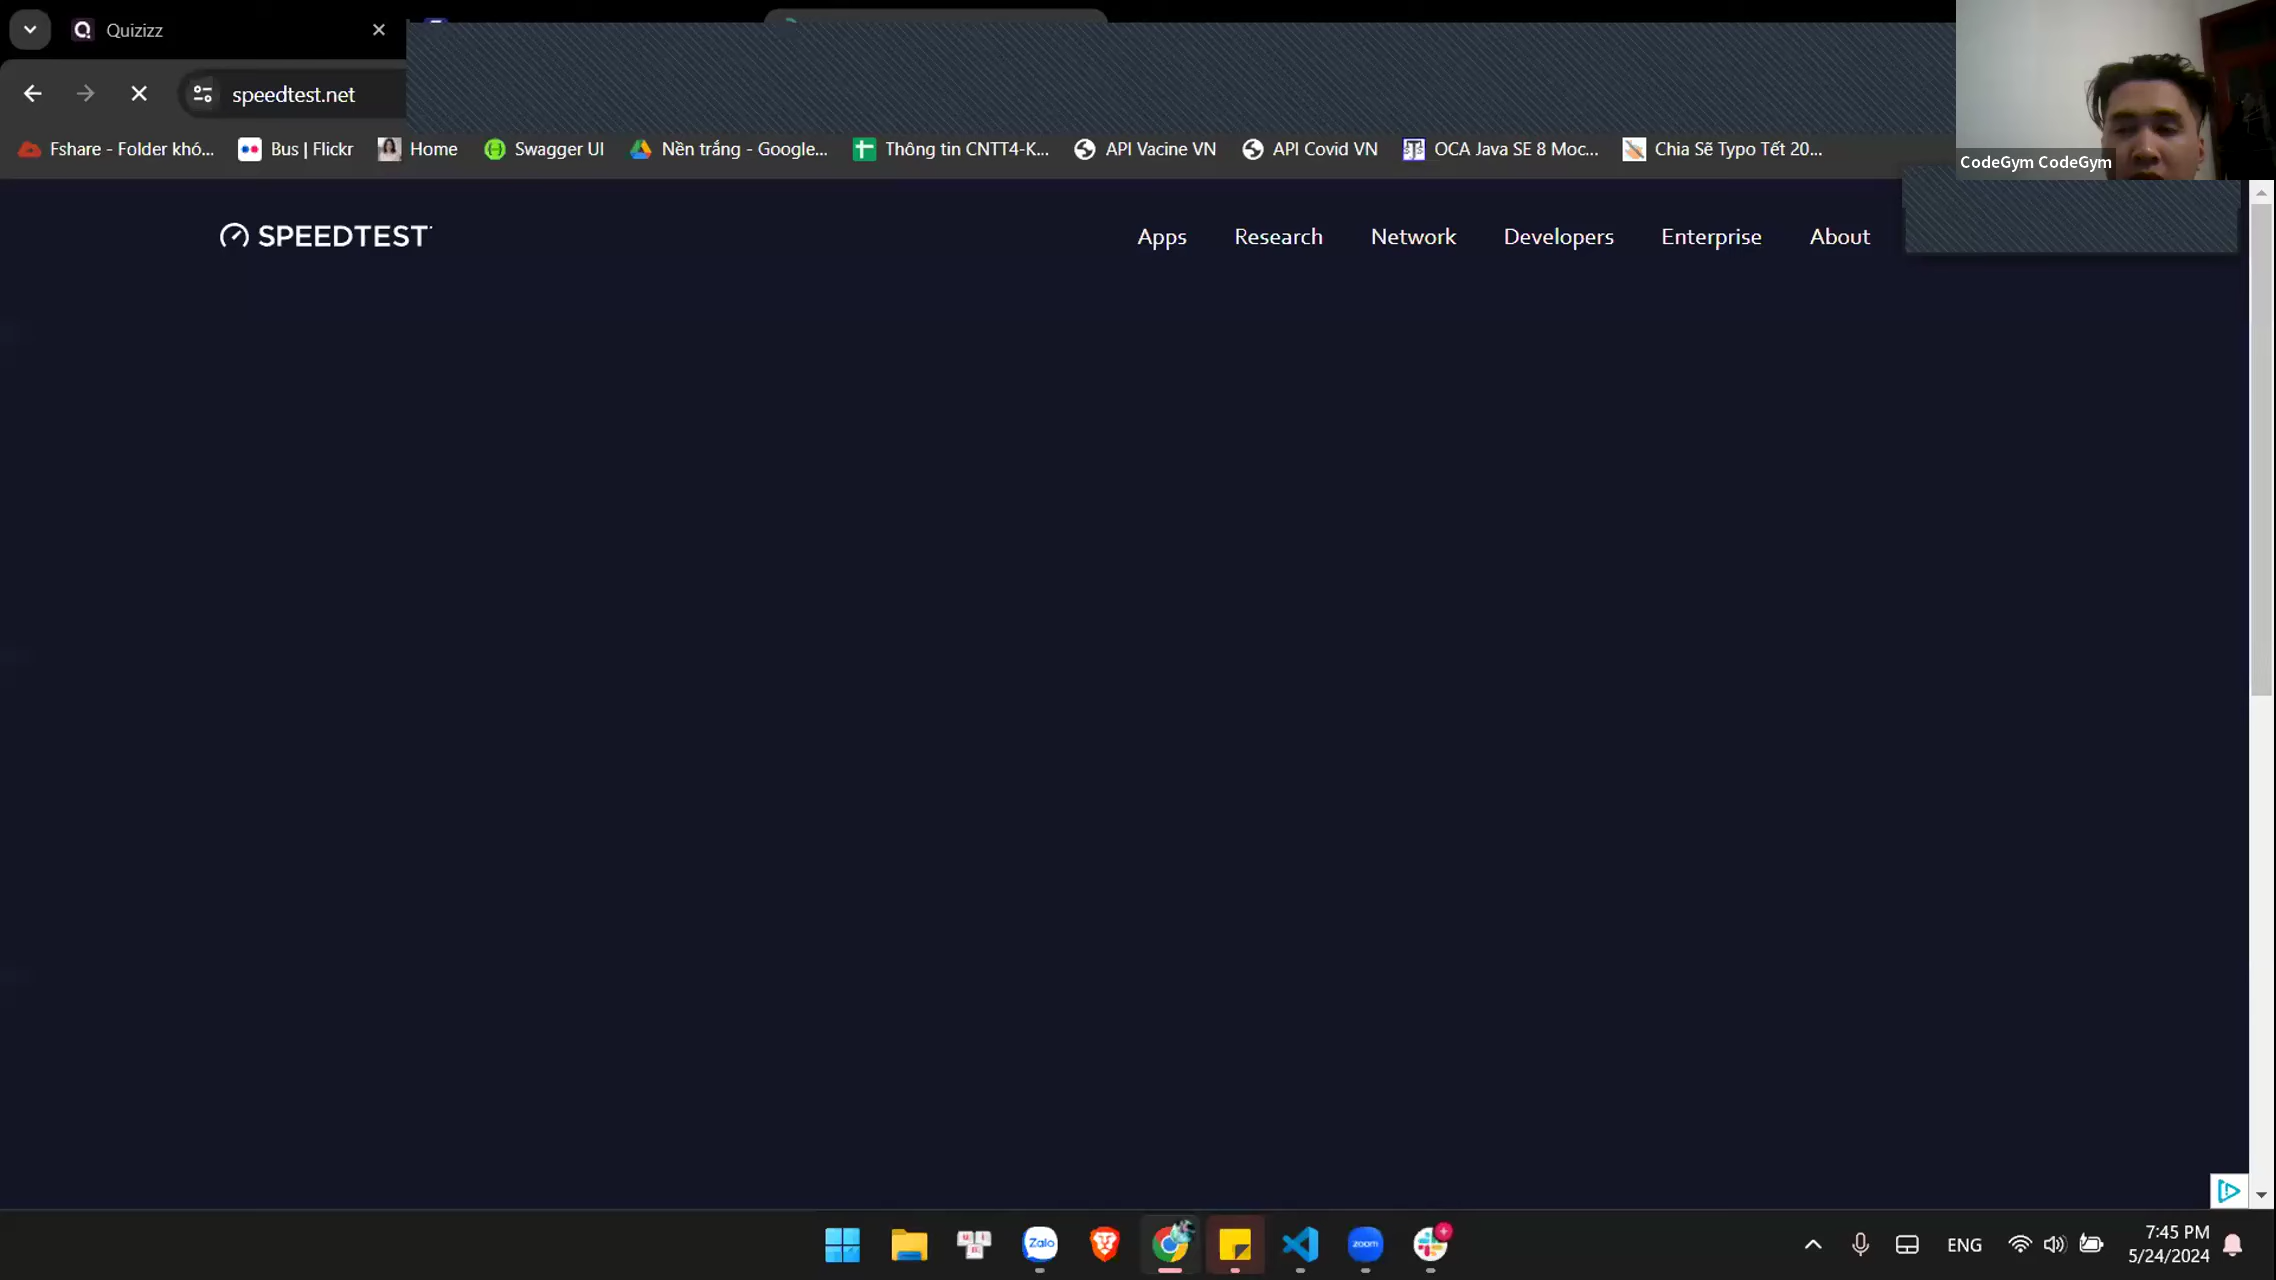 Quizizz
speedtest.net
Fshare - Folder khó... Bus | Flickr Home Swagger UI Nền trắng - Google... Thông tin CNTT4-K... API Vacine VN API Covid VN OCA Java SE 8 Moc... Chia Sẽ Typo Tết 20...
CodeGym CodeGym
SPEEDTEST Apps Research Network Developers Enterprise About
Zalo
zoom
ENG
7:45 PM
5/24/2024